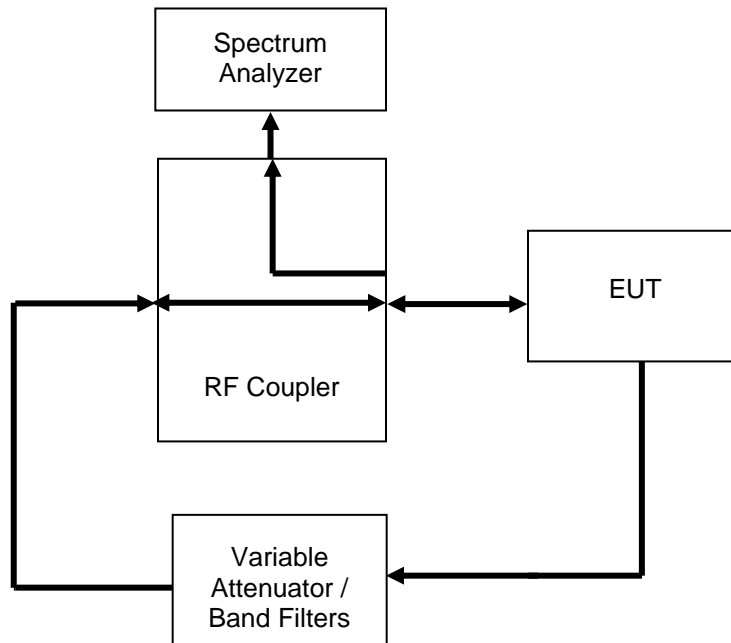 Spectrum
Analyzer
EUT
RF Coupler
Variable
Attenuator /
Band Filters